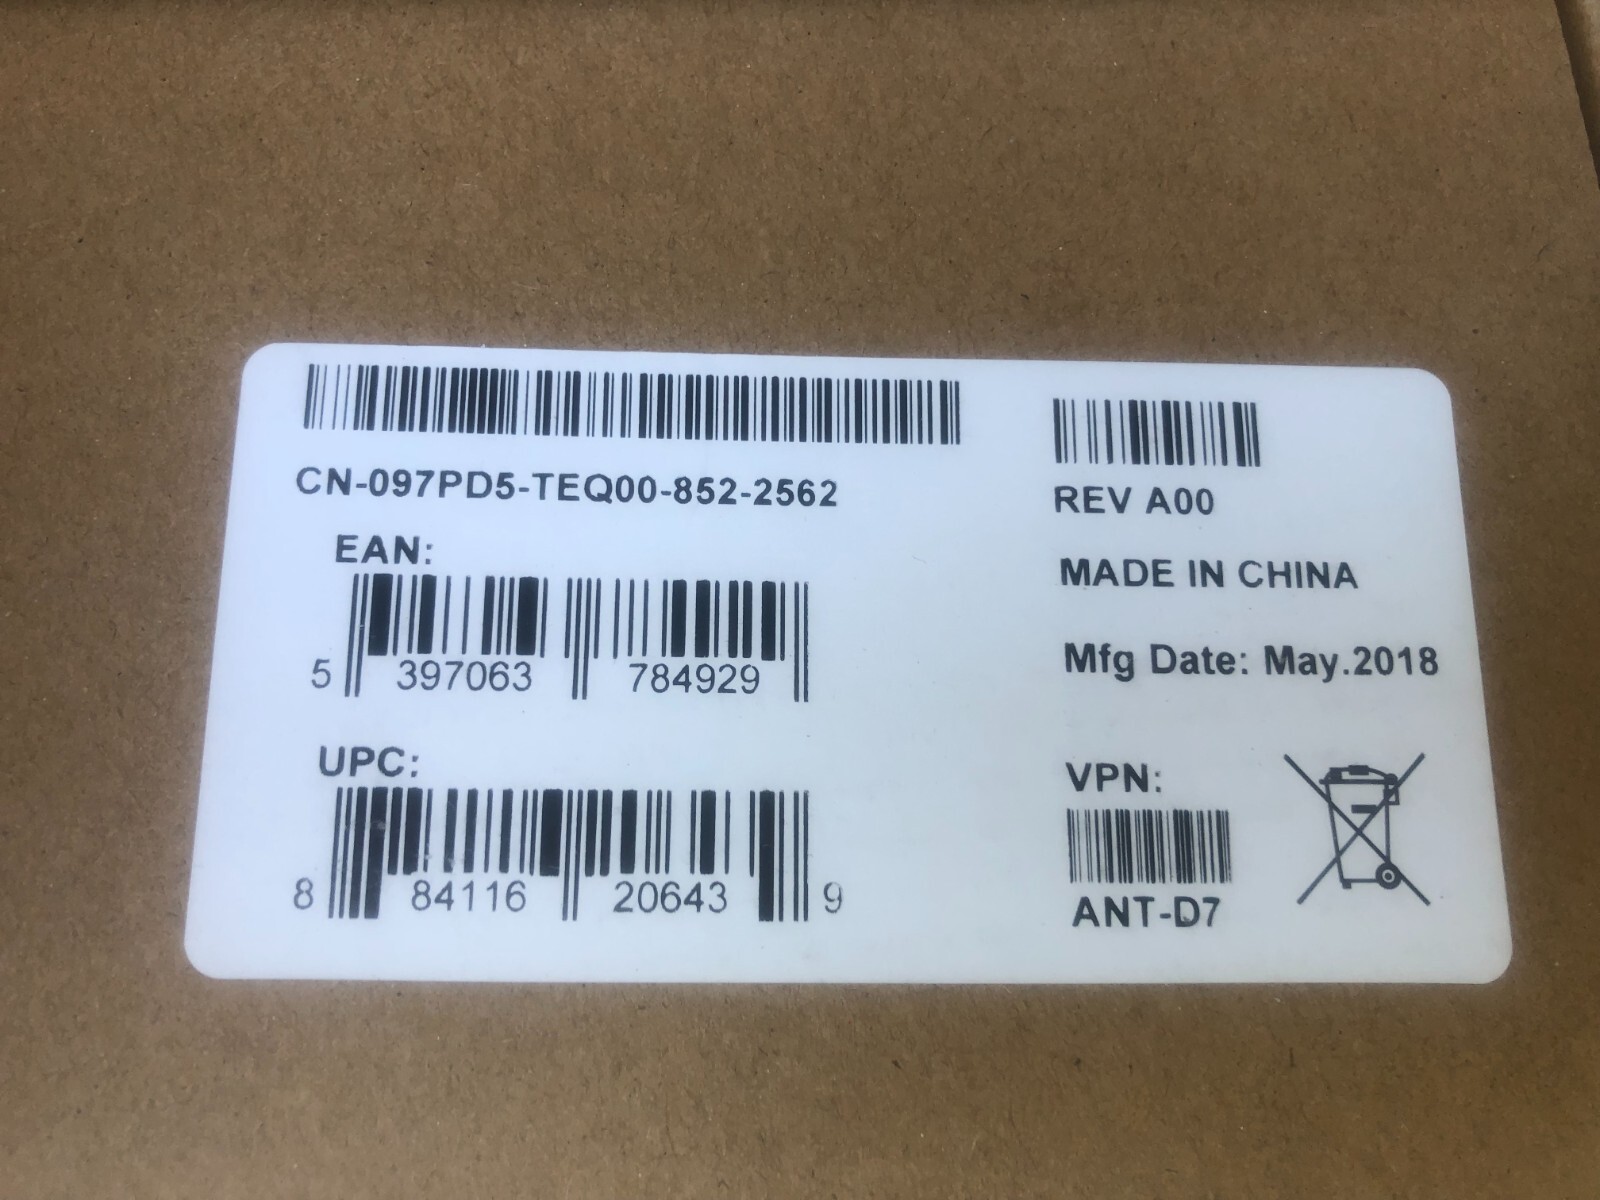 CN-097PD5-TEQ00-852-2562
REV A00
EAN:
5 397063 784929
MADE IN CHINA
Mfg Date: May.2018
UPC:
8 84116 20643 9
VPN:
ANT-D7